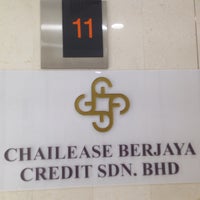 11
CHAILEASE BERJAYA
CREDIT SDN. BHD